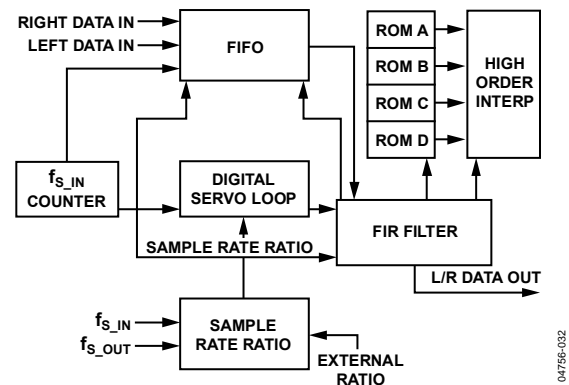 RIGHT DATA IN
LEFT DATA IN
FIFO
ROM A
ROM B
ROM C
ROM D
HIGH
ORDER
INTERP
fS_IN
COUNTER
DIGITAL
SERVO LOOP
SAMPLE RATE RATIO
FIR FILTER
L/R DATA OUT
fS_IN
fS_OUT
SAMPLE
RATE RATIO
EXTERNAL
RATIO
04756-032